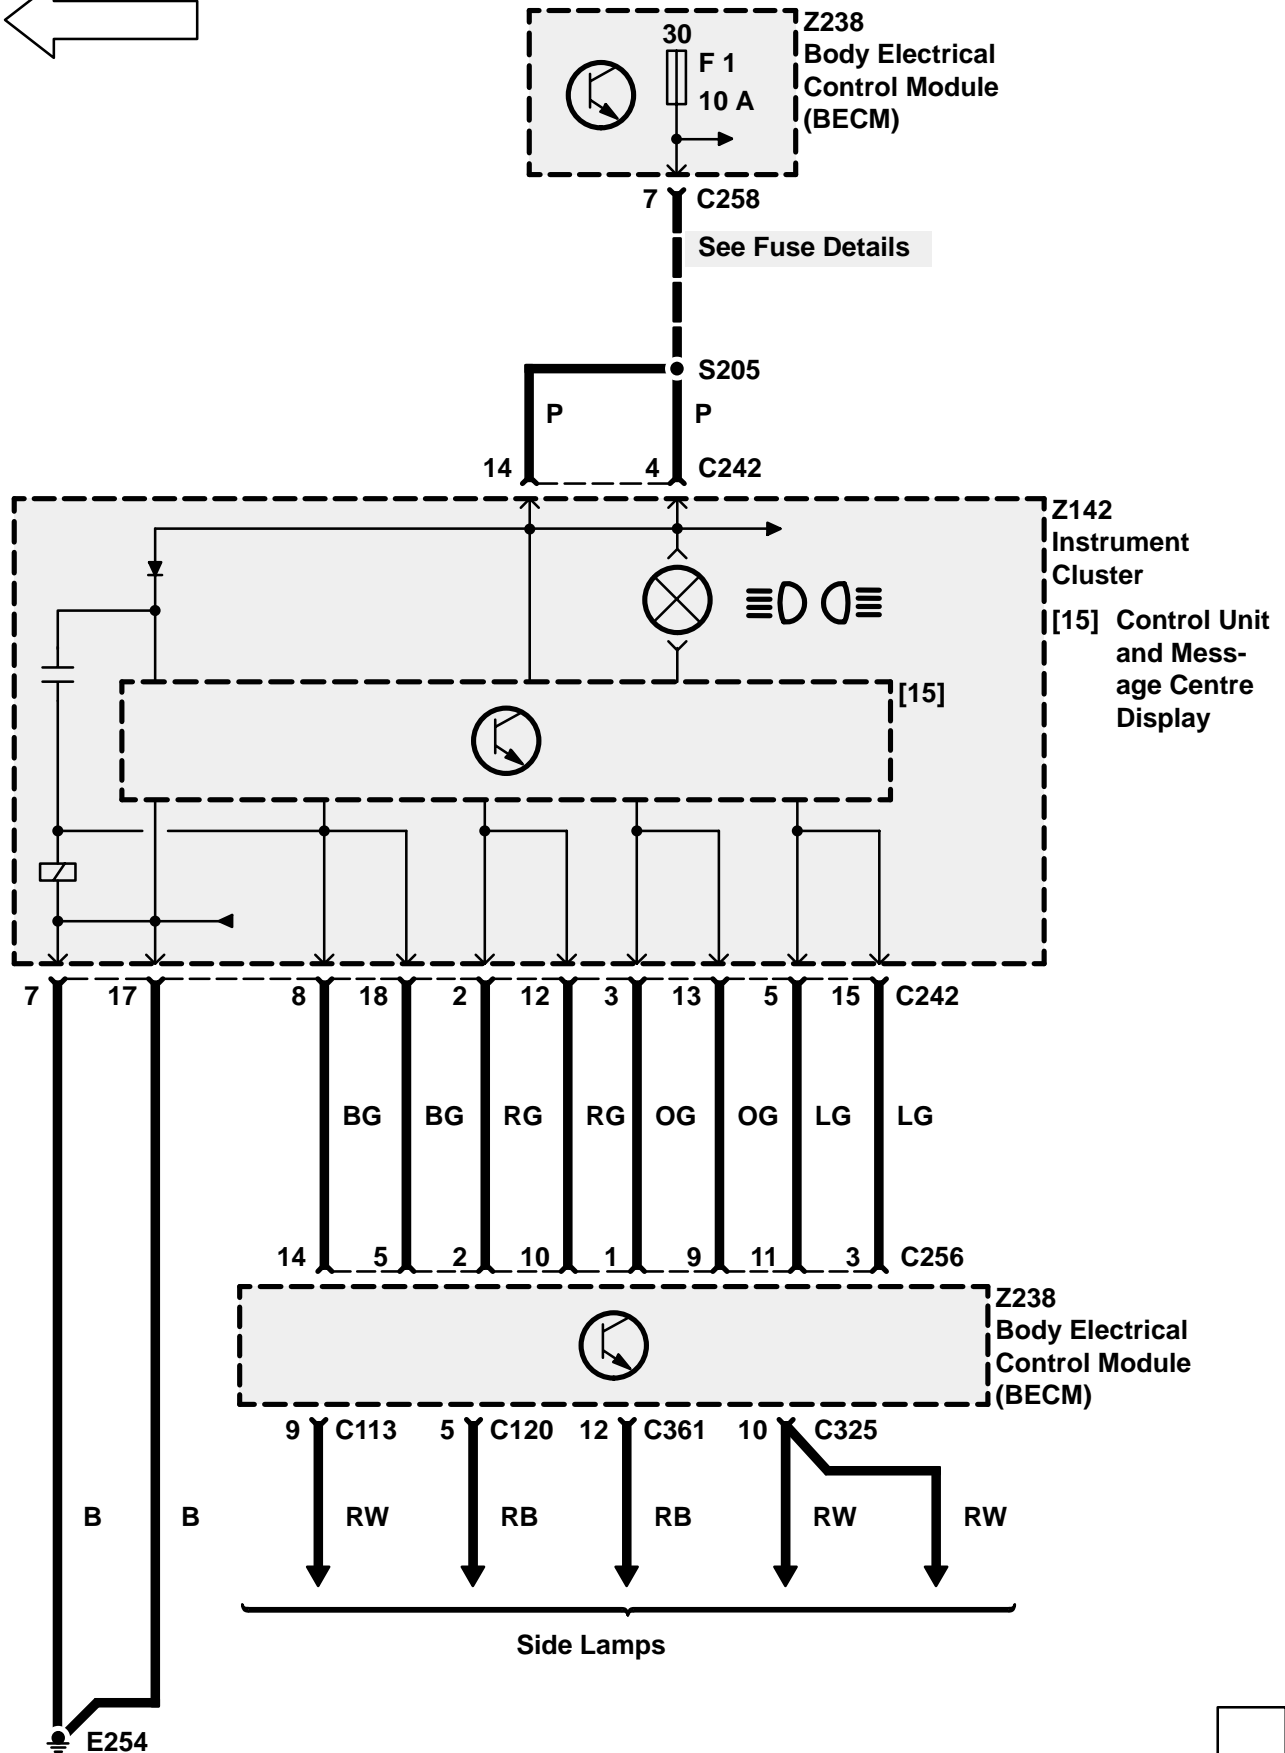 Z238
Body Electrical
Control Module
(BECM)
30
F 1
10 A
7 C258
See Fuse Details
S205
P P
14 4 C242
Z142
Instrument
Cluster
[15] Control Unit
and Mess-
age Centre
Display
[15]
7 17 8 18 2 12 3 13 5 15 C242
BG BG RG RG OG OG LG LG
14 5 2 10 1 9 11 3 C256
Z238
Body Electrical
Control Module
(BECM)
9 C113 5 C120 12 C361 10 C325
B B RW RB RB RW RW
Side Lamps
E254